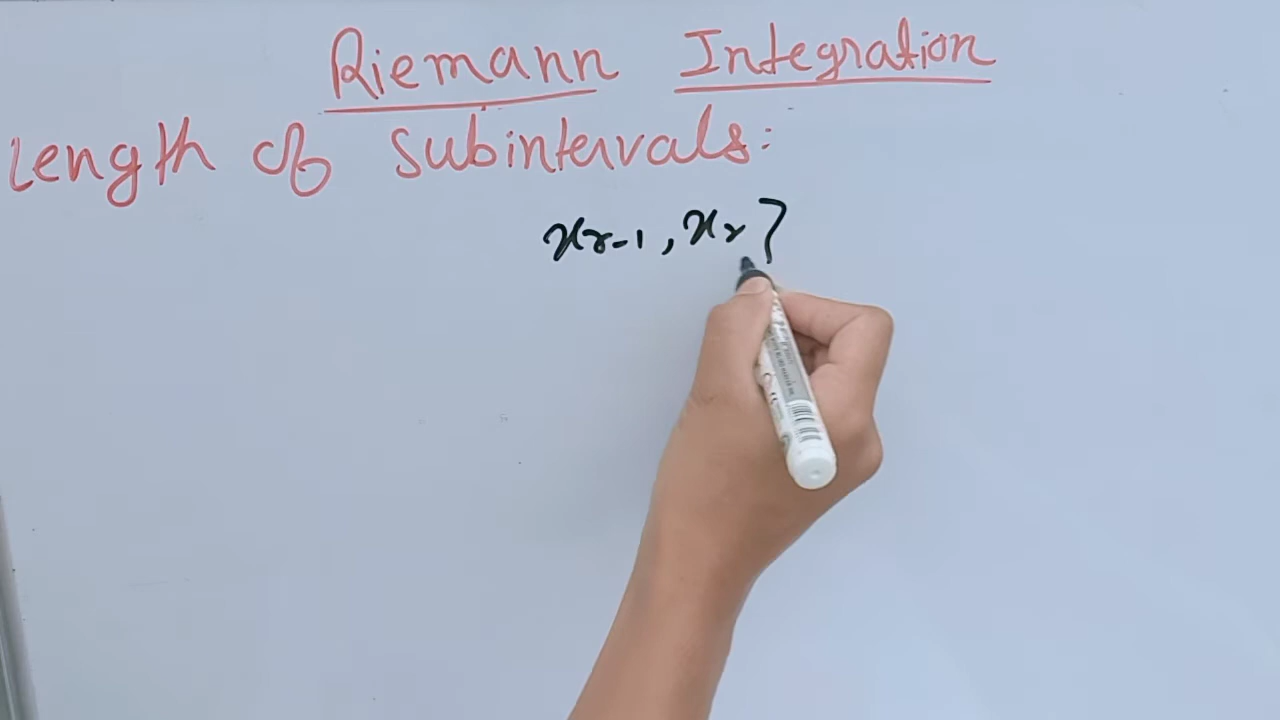 Riemann Integration
Length of Subintervals:
xᵣ₋₁, xᵣ]